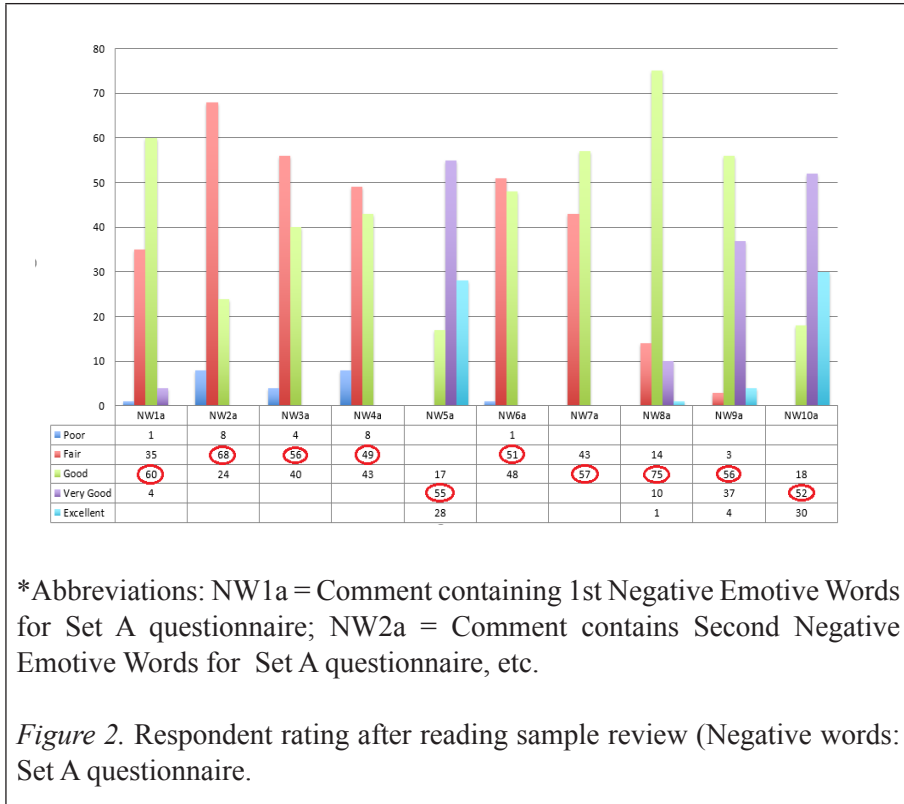 80
70
60
50
40
30
20
10
0
NW1a NW2a NW3a NW4a NW5a NW6a NW7a NW8a NW9a NW10a
Poor 1 8 4 8 1
Fair 35 68 56 49 51 43 14 3
Good 60 24 40 43 17 48 57 75 56 18
Very Good 4 55 10 37 52
Excellent 28 1 4 30
*Abbreviations: NW1a = Comment containing 1st Negative Emotive Words
for Set A questionnaire; NW2a = Comment contains Second Negative
Emotive Words for Set A questionnaire, etc.
Figure 2. Respondent rating after reading sample review (Negative words:
Set A questionnaire.